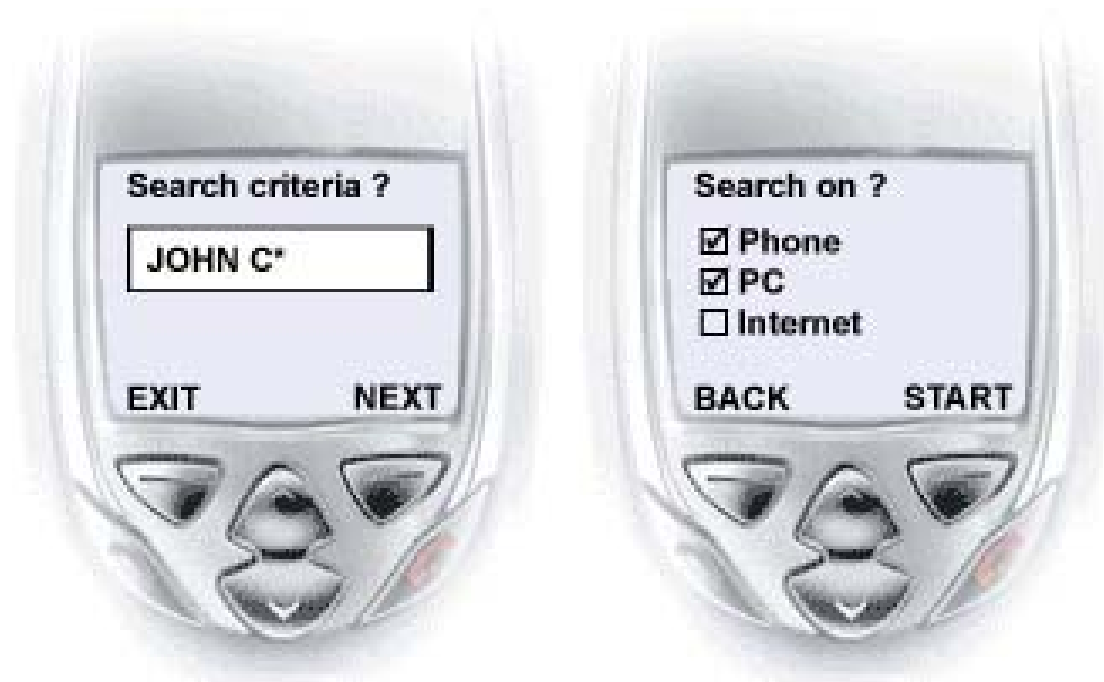 Search criteria ?
JOHN C*
EXIT NEXT
Search on ?
Phone
PC
Internet
BACK START